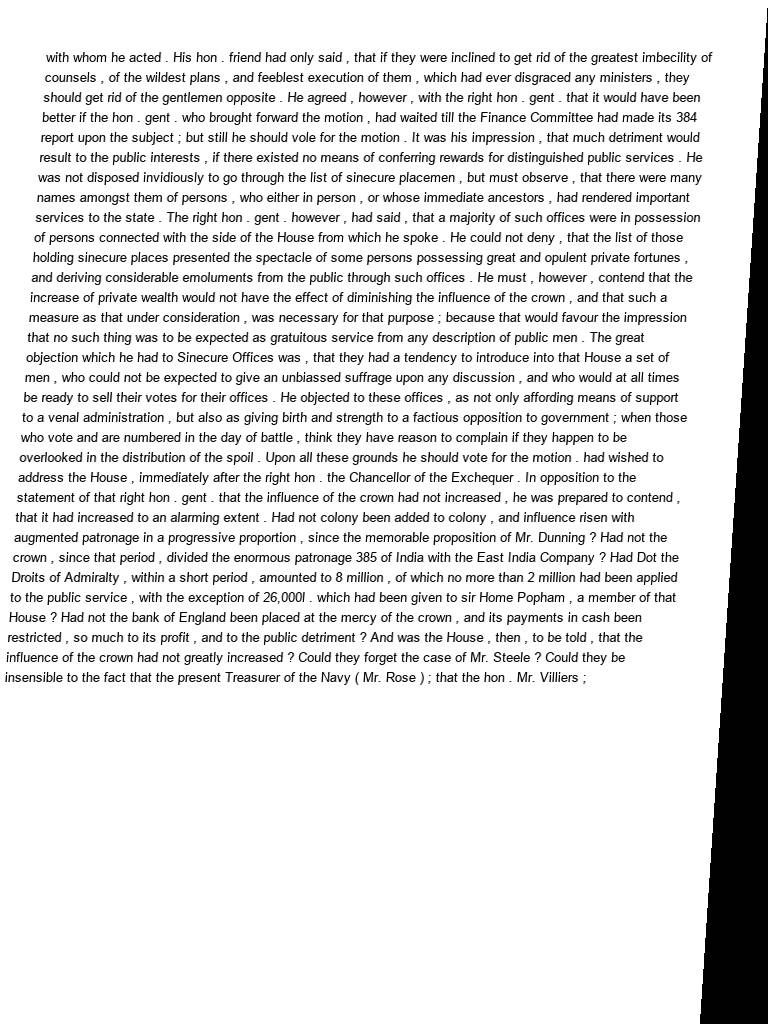 with whom he acted . His hon . friend had only said , that if they were inclined to get rid of the greatest imbecility of
counsels , of the wildest plans , and feeblest execution of them , which had ever disgraced any ministers , they
should get rid of the gentlemen opposite . He agreed , however , with the right hon . gent . that it would have been
better if the hon . gent . who brought forward the motion , had waited till the Finance Committee had made its 384
report upon the subject ; but still he should vole for the motion . It was his impression , that much detriment would
result to the public interests , if there existed no means of conferring rewards for distinguished public services . He
was not disposed invidiously to go through the list of sinecure placemen , but must observe , that there were many
names amongst them of persons , who either in person , or whose immediate ancestors , had rendered important
services to the state . The right hon . gent . however , had said , that a majority of such offices were in possession
of persons connected with the side of the House from which he spoke . He could not deny , that the list of those
holding sinecure places presented the spectacle of some persons possessing great and opulent private fortunes ,
and deriving considerable emoluments from the public through such offices . He must , however , contend that the
increase of private wealth would not have the effect of diminishing the influence of the crown , and that such a
measure as that under consideration , was necessary for that purpose ; because that would favour the impression
that no such thing was to be expected as gratuitous service from any description of public men . The great
objection which he had to Sinecure Offices was , that they had a tendency to introduce into that House a set of
men , who could not be expected to give an unbiassed suffrage upon any discussion , and who would at all times
be ready to sell their votes for their offices . He objected to these offices , as not only affording means of support
to a venal administration , but also as giving birth and strength to a factious opposition to government ; when those
who vote and are numbered in the day of battle , think they have reason to complain if they happen to be
overlooked in the distribution of the spoil . Upon all these grounds he should vote for the motion . had wished to
address the House , immediately after the right hon . the Chancellor of the Exchequer . In opposition to the
statement of that right hon . gent . that the influence of the crown had not increased , he was prepared to contend ,
that it had increased to an alarming extent . Had not colony been added to colony , and influence risen with
augmented patronage in a progressive proportion , since the memorable proposition of Mr. Dunning ? Had not the
crown , since that period , divided the enormous patronage 385 of India with the East India Company ? Had Dot the
Droits of Admiralty , within a short period , amounted to 8 million , of which no more than 2 million had been applied
to the public service , with the exception of 26,000l . which had been given to sir Home Popham , a member of that
House ? Had not the bank of England been placed at the mercy of the crown , and its payments in cash been
restricted , so much to its profit , and to the public detriment ? And was the House , then , to be told , that the
influence of the crown had not greatly increased ? Could they forget the case of Mr. Steele ? Could they be
insensible to the fact that the present Treasurer of the Navy ( Mr. Rose ) ; that the hon . Mr. Villiers ;